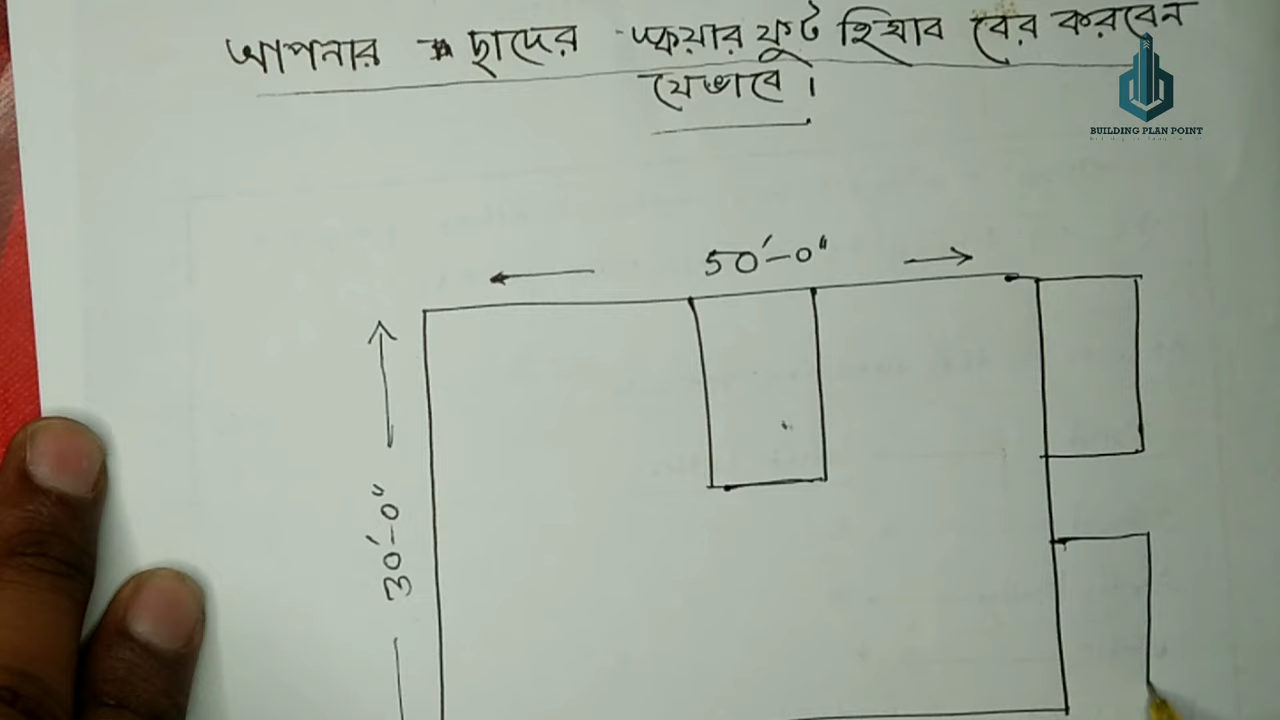 আপনার ছাদের স্কয়ার ফুট হিসাব বের করবেন
যেভাবে।
BUILDING PLAN POINT
50'-0"
30'-0"